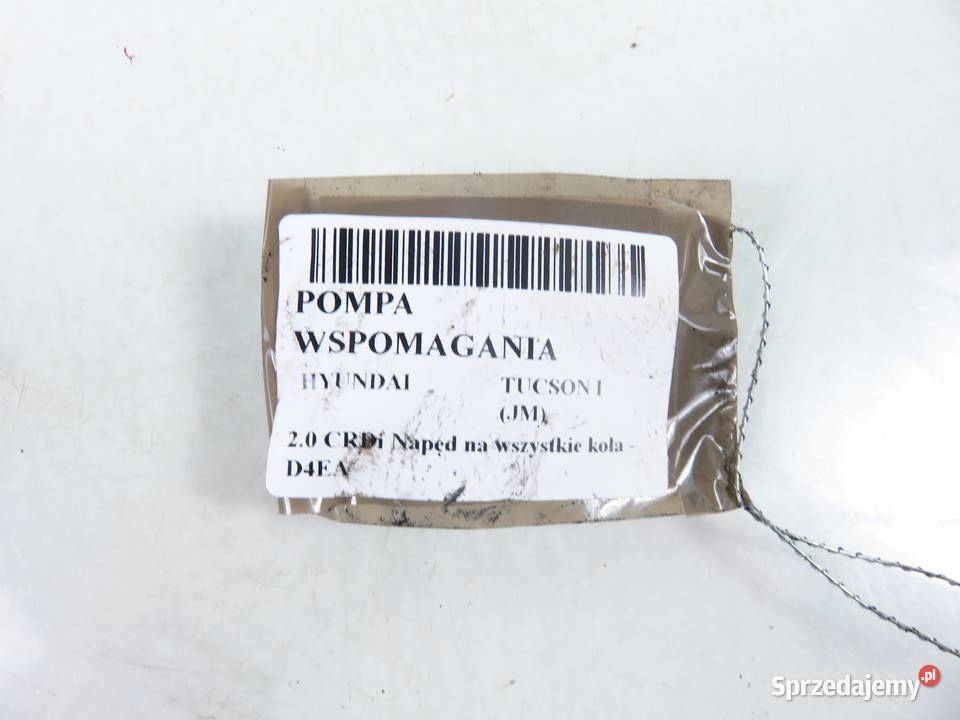 POMPA
WSPOMAGANIA
HYUNDAI TUCSON I
(JM)
2.0 CRDi Napęd na wszystkie koła -
D4EA
Sprzedajemy.pl